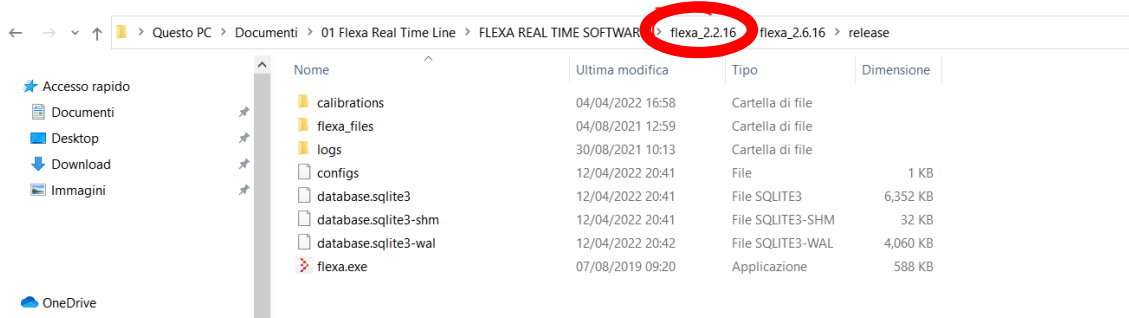 Questo PC > Documenti > 01 Flexa Real Time Line > FLEXA REAL TIME SOFTWAR > flexa_2.2.16 flexa_2.6.16 > release
Nome Ultima modifica Tipo Dimensione
Accesso rapido
Documenti
Desktop
Download
Immagini
OneDrive
calibrations 04/04/2022 16:58 Cartella di file
flexa_files 04/08/2021 12:59 Cartella di file
logs 30/08/2021 10:13 Cartella di file
configs 12/04/2022 20:41 File 1 KB
database.sqlite3 12/04/2022 20:41 File SQLITE3 6,352 KB
database.sqlite3-shm 12/04/2022 20:41 File SQLITE3-SHM 32 KB
database.sqlite3-wal 12/04/2022 20:42 File SQLITE3-WAL 4,060 KB
flexa.exe 07/08/2019 09:20 Applicazione 588 KB